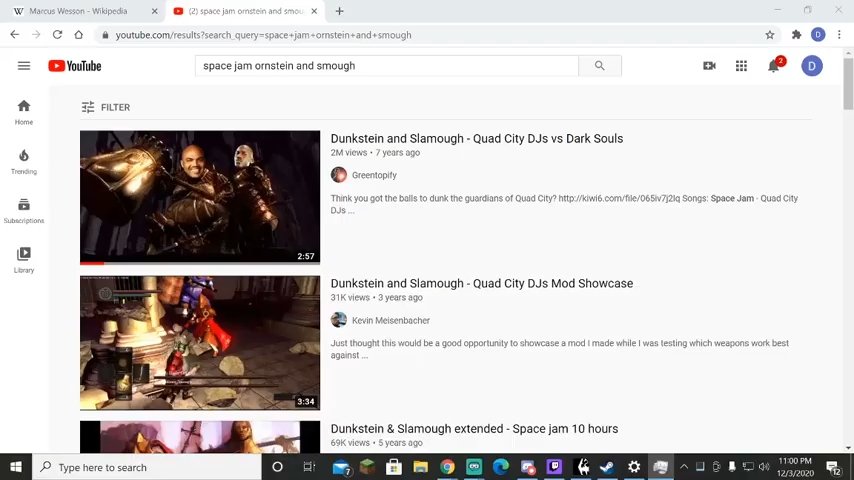 Marcus Wesson - Wikipedia
(2) space jam ornstein and smou
youtube.com/results?search_query=space+jam+ornstein+and+smough
D
YouTube
space jam ornstein and smough
2
D
FILTER
Home
Trending
Subscriptions
Library
2:57
Dunkstein and Slamough - Quad City DJs vs Dark Souls
2M views • 7 years ago
Greentopify
Think you got the balls to dunk the guardians of Quad City? http://kiwi6.com/file/065iv7j2lq Songs: Space Jam - Quad City
DJs ...
3:34
Dunkstein and Slamough - Quad City DJs Mod Showcase
31K views • 3 years ago
Kevin Meisenbacher
Just thought this would be a good opportunity to showcase a mod I made while I was testing which weapons work best
against ...
Dunkstein & Slamough extended - Space jam 10 hours
69K views • 5 years ago
Type here to search
7
11:00 PM
12/3/2020
12